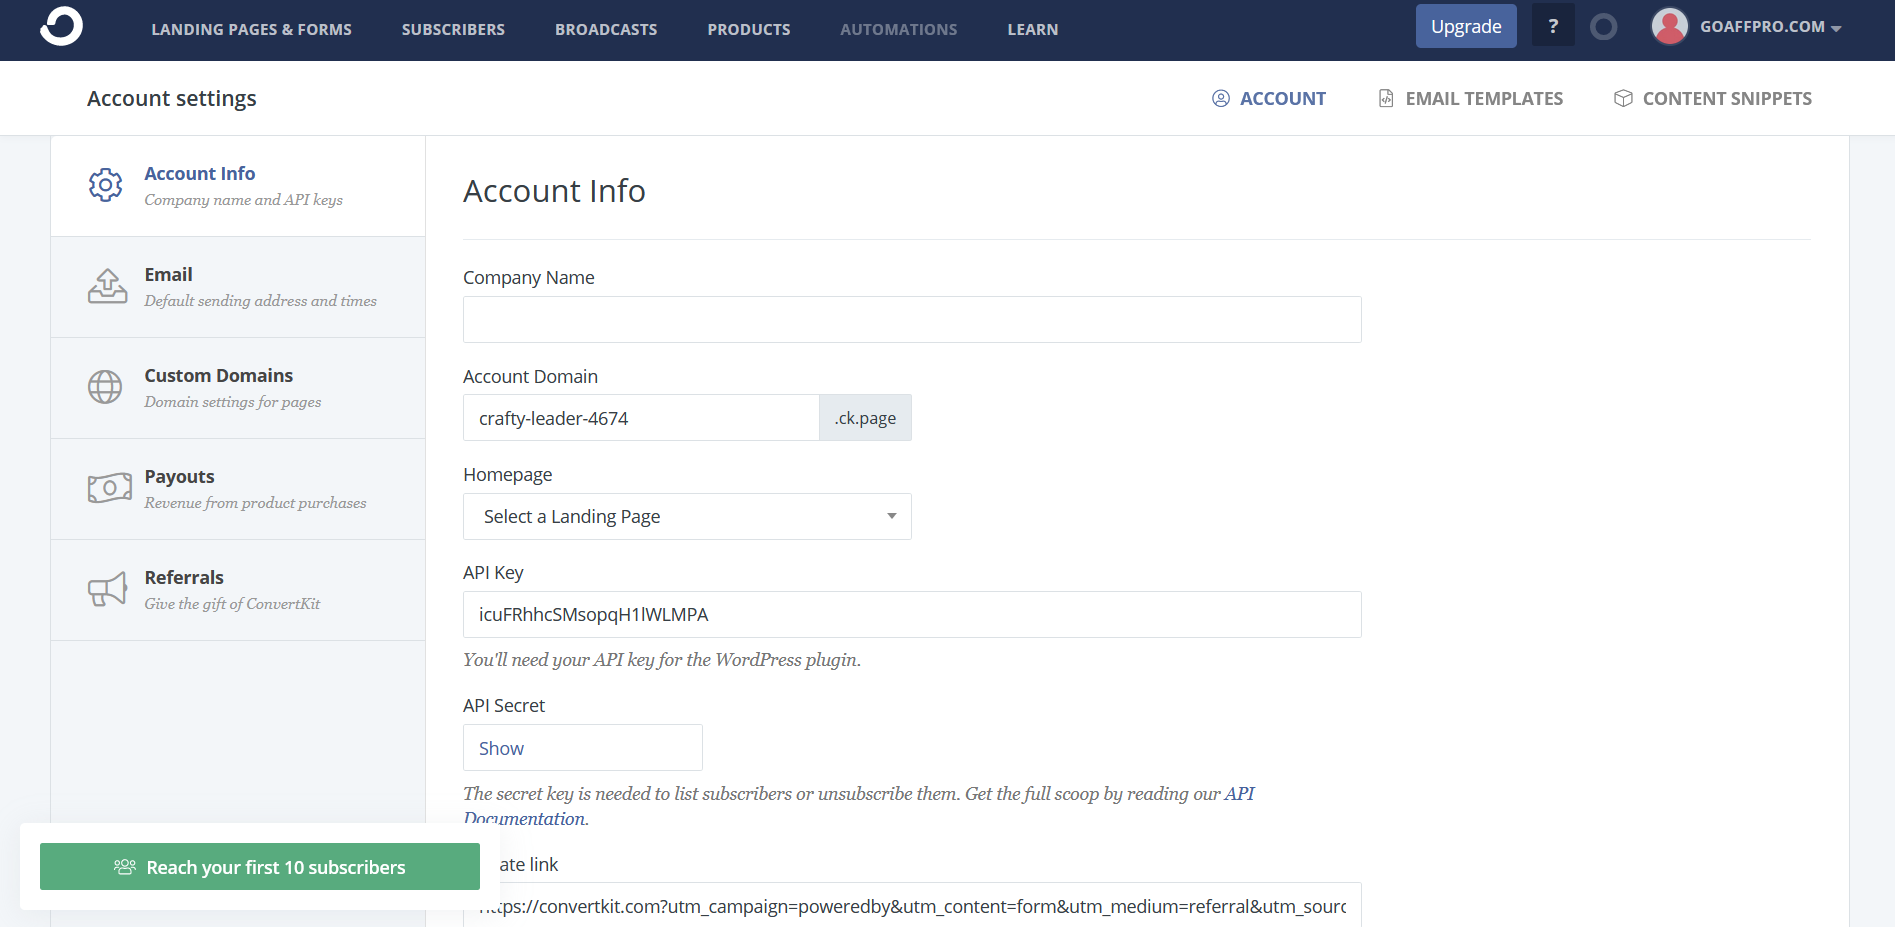 LANDING PAGES & FORMS
SUBSCRIBERS
BROADCASTS
PRODUCTS
AUTOMATIONS
LEARN
Upgrade
?
GOAFFPRO.COM
Account settings
ACCOUNT
EMAIL TEMPLATES
CONTENT SNIPPETS
Account Info
Company name and API keys
Email
Default sending address and times
Custom Domains
Domain settings for pages
Payouts
Revenue from product purchases
Referrals
Give the gift of ConvertKit
Reach your first 10 subscribers
Account Info
Company Name
Account Domain
crafty-leader-4674
.ck.page
Homepage
Select a Landing Page
API Key
icuFRhhcSMsopqH1lWLMPA
You'll need your API key for the WordPress plugin.
API Secret
Show
The secret key is needed to list subscribers or unsubscribe them. Get the full scoop by reading our API
Documentation.
ate link
https://convertkit.com?utm_campaign=poweredby&utm_content=form&utm_medium=referral&utm_sourc